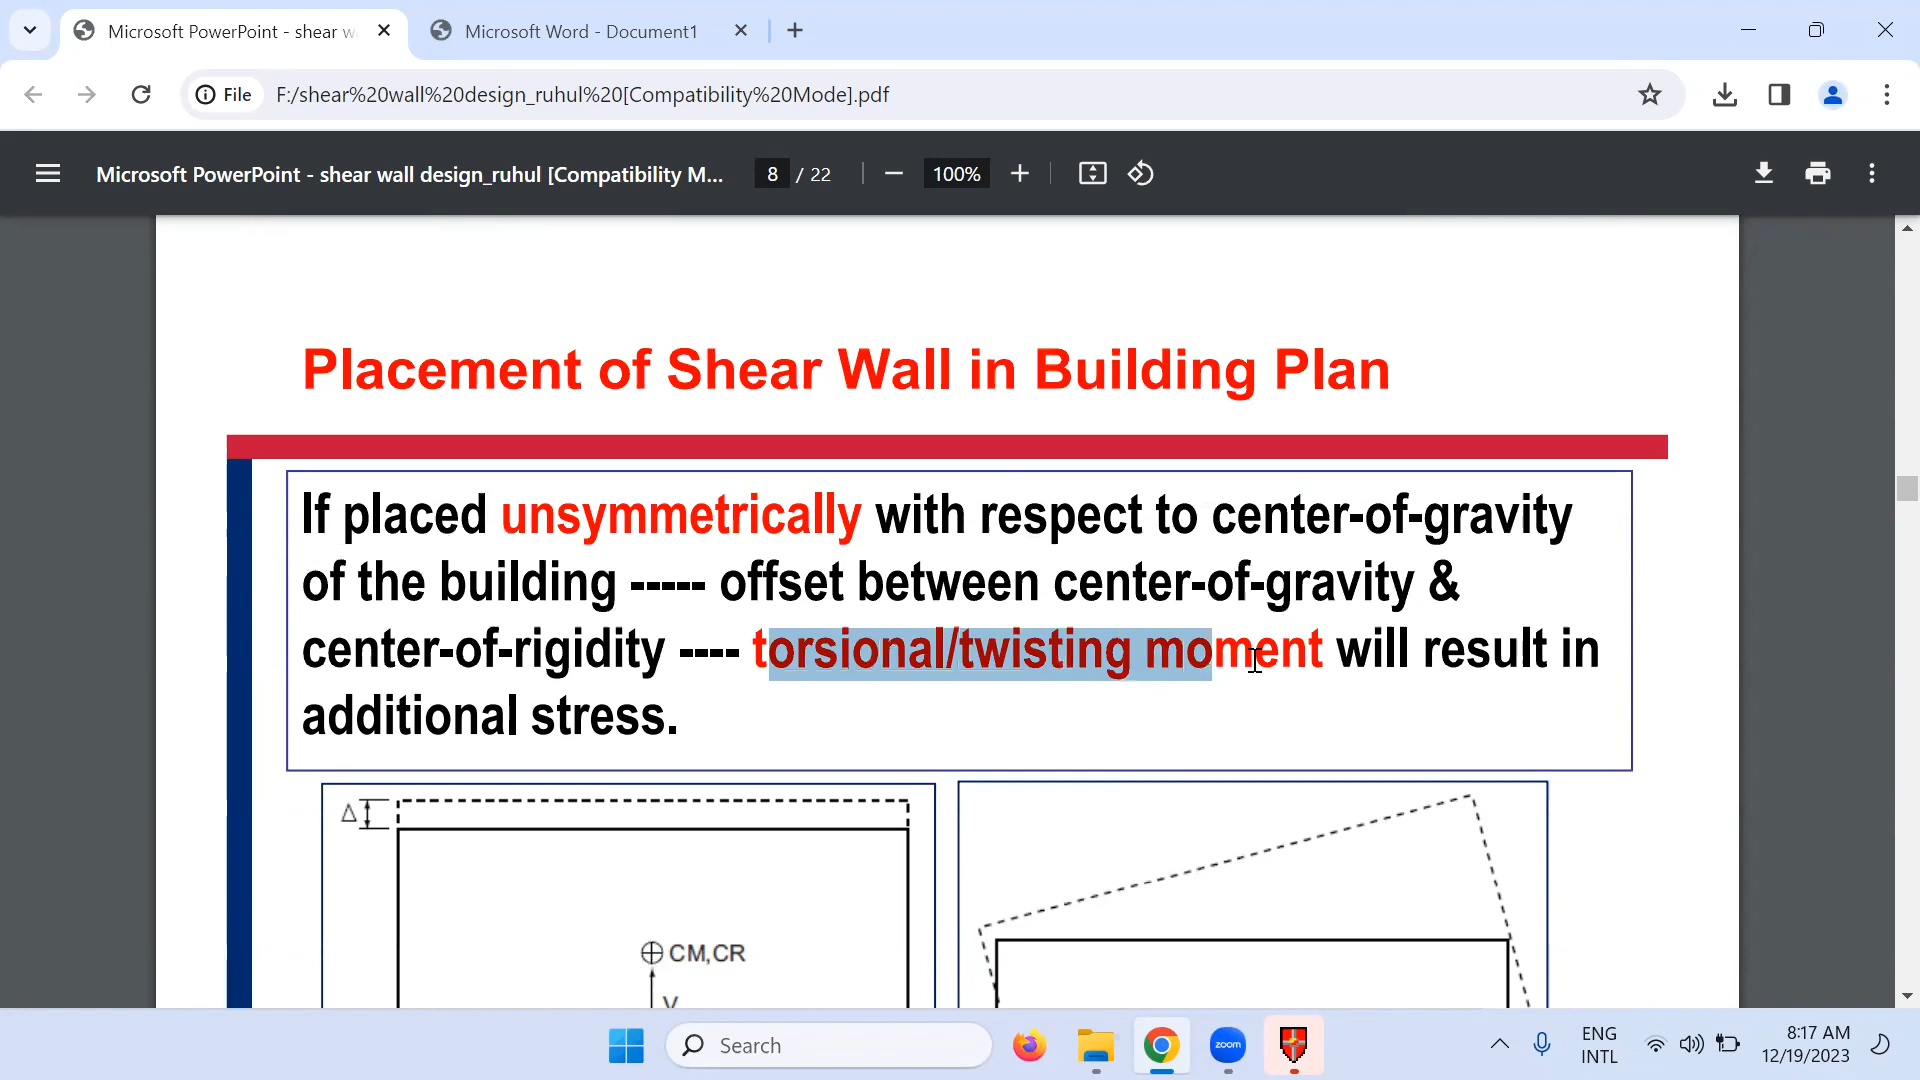 Microsoft PowerPoint - shear w
Microsoft Word - Document1
File
F:/shear%20wall%20design_ruhul%20[Compatibility%20Mode].pdf
Microsoft PowerPoint - shear wall design_ruhul [Compatibility M...
8 / 22
100%
Placement of Shear Wall in Building Plan
If placed unsymmetrically with respect to center-of-gravity
of the building ----- offset between center-of-gravity &
center-of-rigidity ---- torsional/twisting moment will result in
additional stress.
Δ
CM,CR
V
Search
zoom
ENG
INTL
8:17 AM
12/19/2023